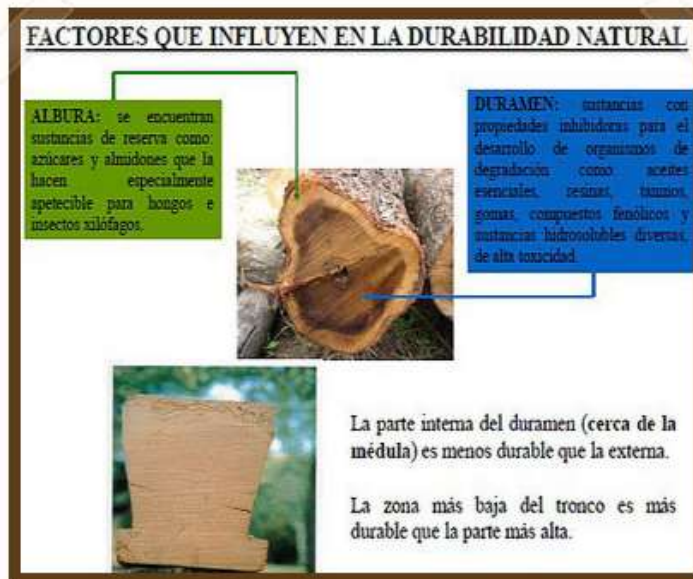 FACTORES QUE INFLUYEN EN LA DURABILIDAD NATURAL
ALBURA: se encuentran
sustancias de reserva como:
azúcares y almidones que la
hacen especialmente
apetecible para hongos e
insectos xilófagos.
DURAMEN: sustancias con
propiedades inhibidoras para el
desarrollo de organismos de
degradación como aceites
esenciales, resinas, taninos,
gomas, compuestos fenólicos y
sustancias hidrosolubles diversas,
de alta toxicidad.
La parte interna del duramen (cerca de la
médula) es menos durable que la externa.
La zona más baja del tronco es más
durable que la parte más alta.